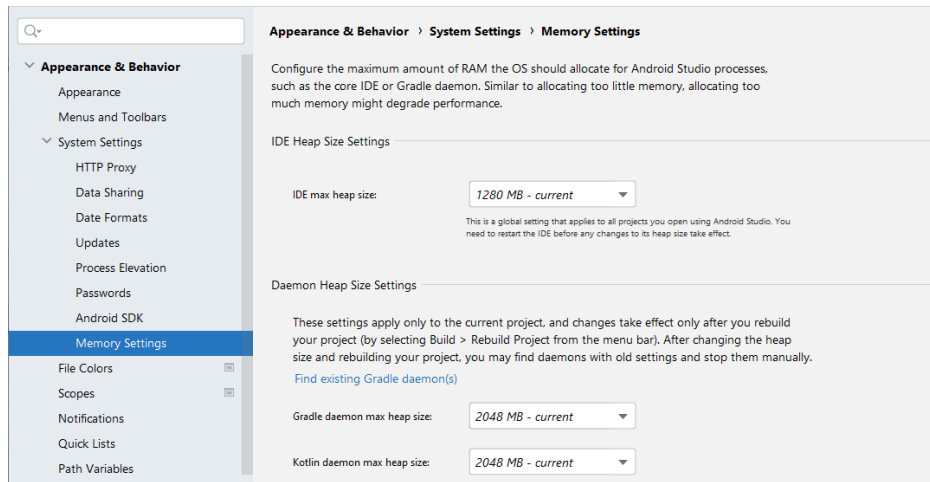 Appearance & Behavior
Appearance
Menus and Toolbars
System Settings
HTTP Proxy
Data Sharing
Date Formats
Updates
Process Elevation
Passwords
Android SDK
Memory Settings
File Colors
Scopes
Notifications
Quick Lists
Path Variables
Appearance & Behavior › System Settings › Memory Settings
Configure the maximum amount of RAM the OS should allocate for Android Studio processes,
such as the core IDE or Gradle daemon. Similar to allocating too little memory, allocating too
much memory might degrade performance.
IDE Heap Size Settings
IDE max heap size: 1280 MB - current
This is a global setting that applies to all projects you open using Android Studio. You
need to restart the IDE before any changes to its heap size take effect.
Daemon Heap Size Settings
These settings apply only to the current project, and changes take effect only after you rebuild
your project (by selecting Build > Rebuild Project from the menu bar). After changing the heap
size and rebuilding your project, you may find daemons with old settings and stop them manually.
Find existing Gradle daemon(s)
Gradle daemon max heap size: 2048 MB - current
Kotlin daemon max heap size: 2048 MB - current